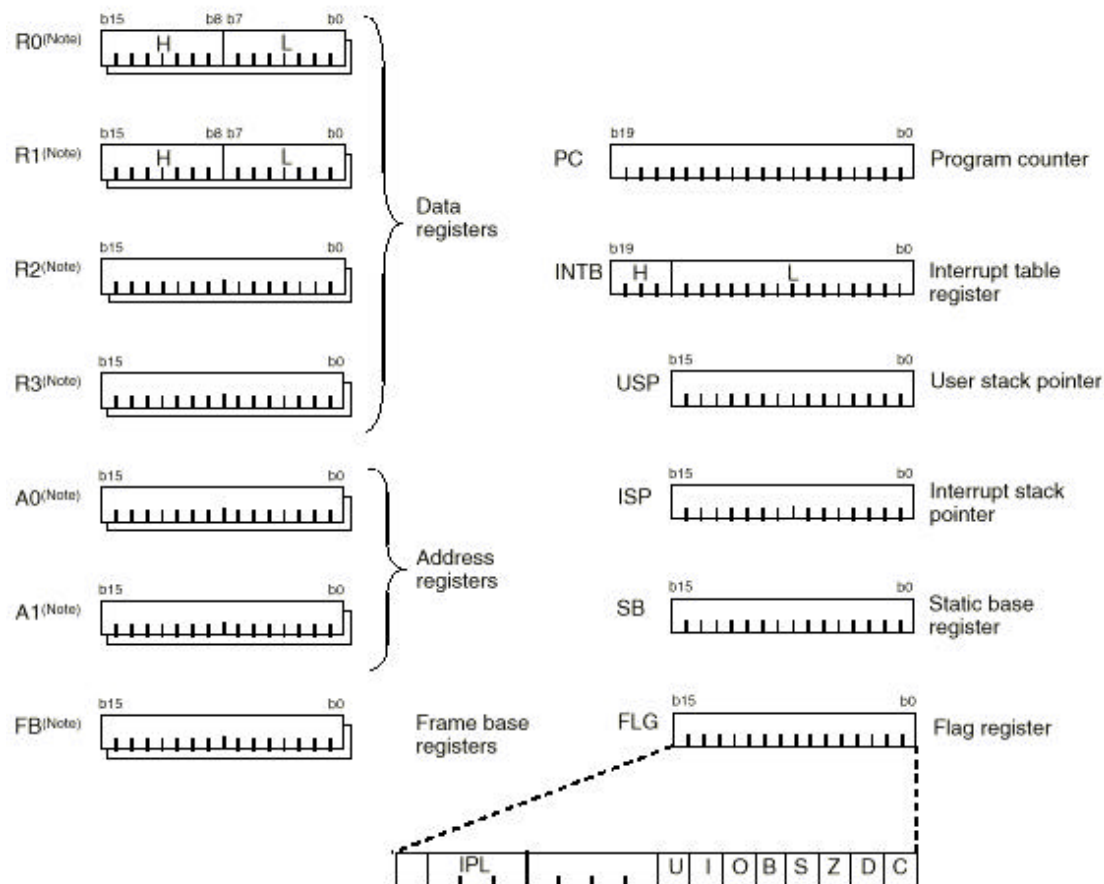 b15 b8 b7 b0
R0(Note) H L
b15 b8 b7 b0
R1(Note) H L
Data
registers
b15 b0
R2(Note)
b15 b0
R3(Note)
b15 b0
A0(Note)
Address
registers
b15 b0
A1(Note)
b15 b0
FB(Note)
Frame base
registers
b19 b0
PC Program counter
b19 b0
INTB H L Interrupt table
register
b15 b0
USP User stack pointer
b15 b0
ISP Interrupt stack
pointer
b15 b0
SB Static base
register
b15 b0
FLG Flag register
IPL U I O B S Z D C